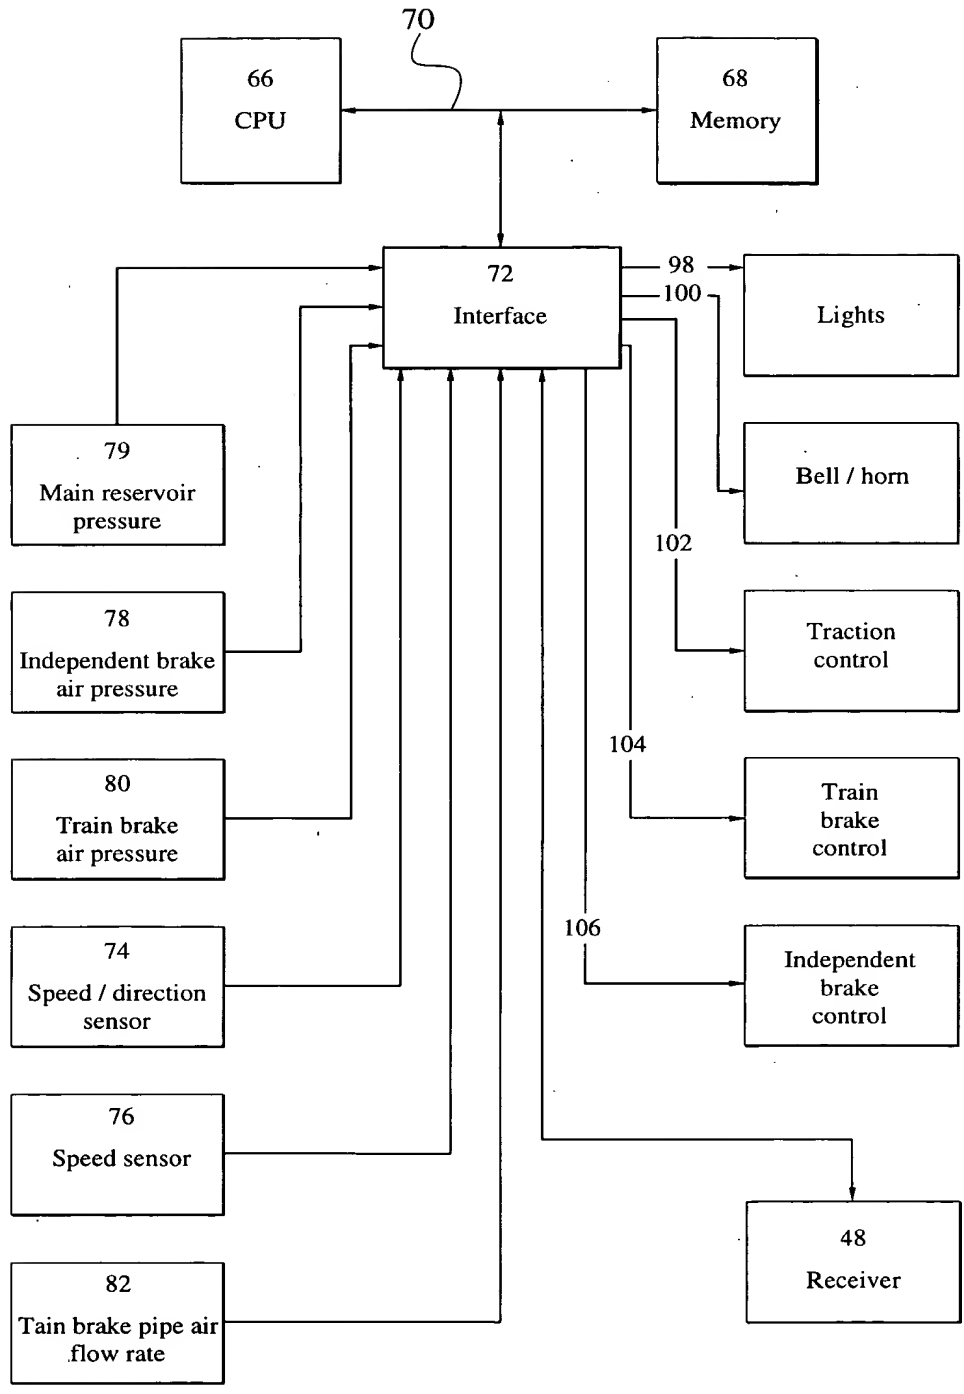 70
66
CPU
68
Memory
72
Interface
98
100
Lights
79
Main reservoir
pressure
Bell / horn
102
78
Independent brake
air pressure
Traction
control
104
80
Train brake
air pressure
Train
brake
control
106
74
Speed / direction
sensor
Independent
brake
control
76
Speed sensor
48
Receiver
82
Tain brake pipe air
flow rate